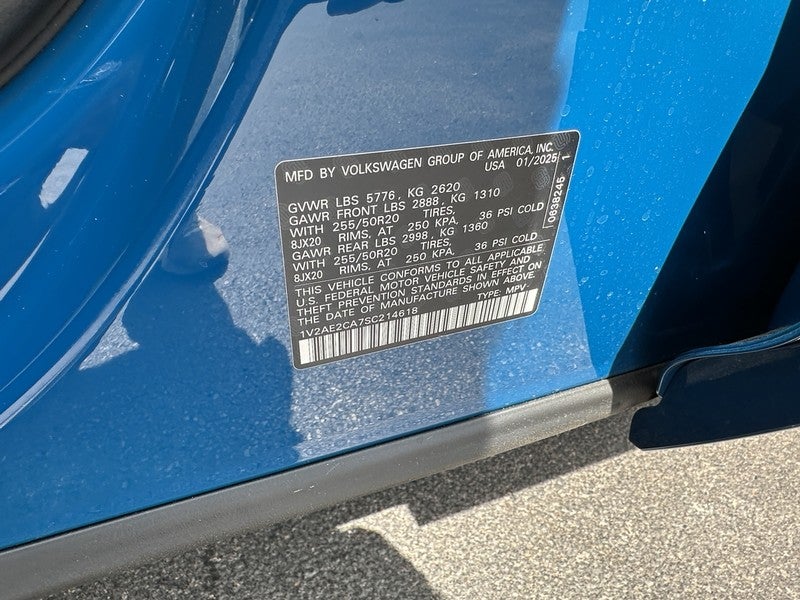 MFD BY VOLKSWAGEN GROUP OF AMERICA, INC.
USA 01/2025
GVWR LBS 5776, KG 2620
GAWR FRONT LBS 2888, KG 1310
WITH 255/50R20 TIRES,
8JX20 RIMS, AT 250 KPA. 36 PSI COLD
GAWR REAR LBS 2998, KG 1360
WITH 255/50R20 TIRES,
8JX20 RIMS, AT 250 KPA. 36 PSI COLD
THIS VEHICLE CONFORMS TO ALL APPLICABLE
U.S. FEDERAL MOTOR VEHICLE SAFETY AND
THEFT PREVENTION STANDARDS IN EFFECT ON
THE DATE OF MANUFACTURE SHOWN ABOVE
1V2AE2CA7SC214618 TYPE: MPV
0638245 1